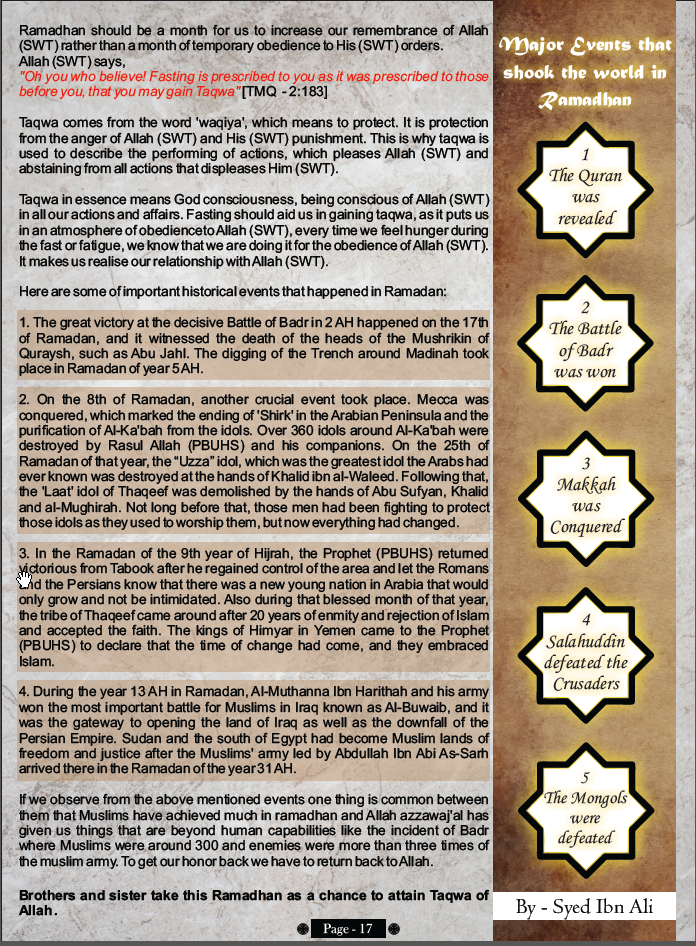 Ramadhan should be a month for us to increase our remembrance of Allah
(SWT) rather than a month of temporary obedience to His (SWT) orders.
Allah (SWT) says,
"Oh you who believe! Fasting is prescribed to you as it was prescribed to those
before you, that you may gain Taqwa" [TMQ - 2:183]
Taqwa comes from the word 'waqiya', which means to protect. It is protection
from the anger of Allah (SWT) and His (SWT) punishment. This is why taqwa is
used to describe the performing of actions, which pleases Allah (SWT) and
abstaining from all actions that displeases Him (SWT).
Taqwa in essence means God consciousness, being conscious of Allah (SWT)
in all our actions and affairs. Fasting should aid us in gaining taqwa, as it puts us
in an atmosphere of obedience to Allah (SWT), every time we feel hunger during
the fast or fatigue, we know that we are doing it for the obedience of Allah (SWT).
It makes us realise our relationship with Allah (SWT).
Here are some of important historical events that happened in Ramadan:
1. The great victory at the decisive Battle of Badr in 2 AH happened on the 17th
of Ramadan, and it witnessed the death of the heads of the Mushrikin of
Quraysh, such as Abu Jahl. The digging of the Trench around Madinah took
place in Ramadan of year 5 AH.
2. On the 8th of Ramadan, another crucial event took place. Mecca was
conquered, which marked the ending of 'Shirk' in the Arabian Peninsula and the
purification of Al-Ka'bah from the idols. Over 360 idols around Al-Ka'bah were
destroyed by Rasul Allah (PBUHS) and his companions. On the 25th of
Ramadan of that year, the “Uzza” idol, which was the greatest idol the Arabs had
ever known was destroyed at the hands of Khalid ibn al-Waleed. Following that,
the 'Laat' idol of Thaqeef was demolished by the hands of Abu Sufyan, Khalid
and al-Mughirah. Not long before that, those men had been fighting to protect
those idols as they used to worship them, but now everything had changed.
3. In the Ramadan of the 9th year of Hijrah, the Prophet (PBUHS) returned
victorious from Tabook after he regained control of the area and let the Romans
and the Persians know that there was a new young nation in Arabia that would
only grow and not be intimidated. Also during that blessed month of that year,
the tribe of Thaqeef came around after 20 years of enmity and rejection of Islam
and accepted the faith. The kings of Himyar in Yemen came to the Prophet
(PBUHS) to declare that the time of change had come, and they embraced
Islam.
4. During the year 13 AH in Ramadan, Al-Muthanna Ibn Harithah and his army
won the most important battle for Muslims in Iraq known as Al-Buwaib, and it
was the gateway to opening the land of Iraq as well as the downfall of the
Persian Empire. Sudan and the south of Egypt had become Muslim lands of
freedom and justice after the Muslims' army led by Abdullah Ibn Abi As-Sarh
arrived there in the Ramadan of the year 31 AH.
If we observe from the above mentioned events one thing is common between
them that Muslims have achieved much in ramadhan and Allah azzawaj'al has
given us things that are beyond human capabilities like the incident of Badr
where Muslims were around 300 and enemies were more than three times of
the muslim army. To get our honor back we have to return back to Allah.
Brothers and sister take this Ramadhan as a chance to attain Taqwa of
Allah.
Major Events that
shook the world in
Ramadhan
1
The Quran
was
revealed
2
The Battle
of Badr
was won
3
Makkah
was
Conquered
4
Salahuddin
defeated the
Crusaders
5
The Mongols
were
defeated
By - Syed Ibn Ali
Page - 17